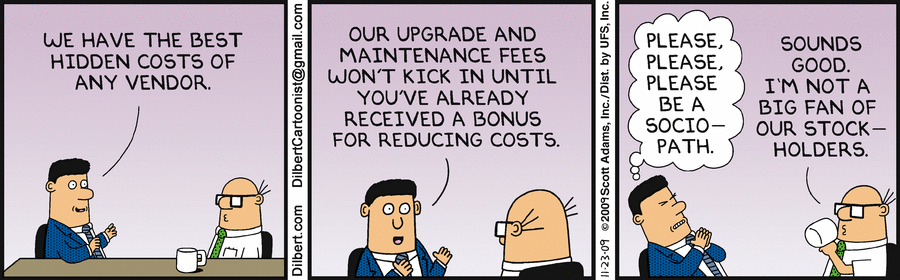 WE HAVE THE BEST
HIDDEN COSTS OF
ANY VENDOR.
Dilbert.com DilbertCartoonist@gmail.com
OUR UPGRADE AND
MAINTENANCE FEES
WON'T KICK IN UNTIL
YOU'VE ALREADY
RECEIVED A BONUS
FOR REDUCING COSTS.
11-23-09 ©2009 Scott Adams, Inc./Dist. by UFS, Inc.
PLEASE,
PLEASE,
PLEASE
BE A
SOCIO-
PATH.
SOUNDS
GOOD.
I'M NOT A
BIG FAN OF
OUR STOCK-
HOLDERS.